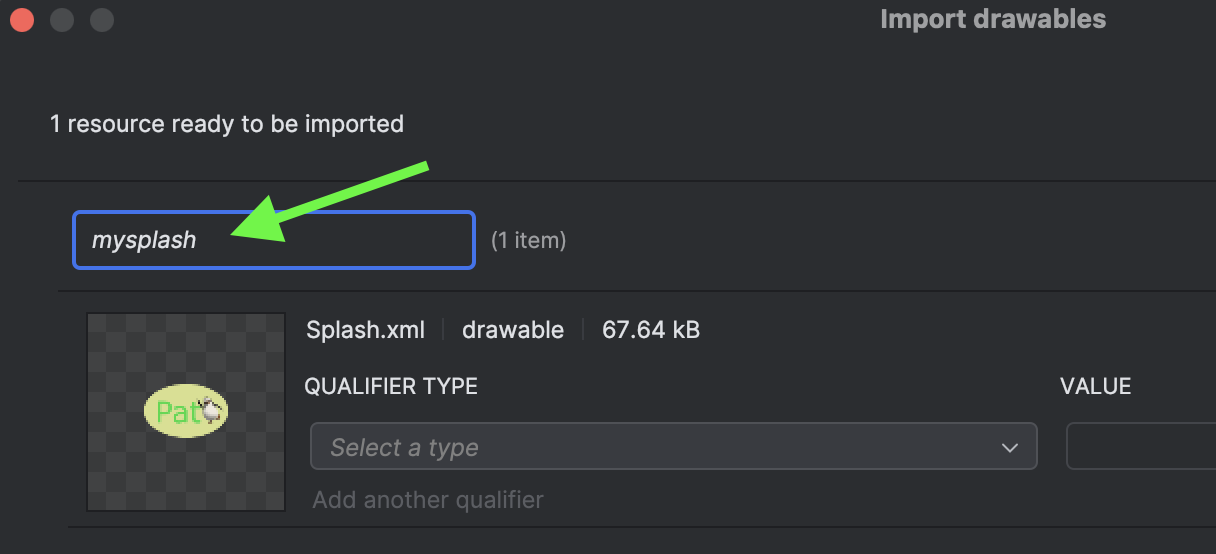 Import drawables
1 resource ready to be imported
mysplash (1 item)
Splash.xml drawable 67.64 kB
QUALIFIER TYPE VALUE
Pat
Select a type
Add another qualifier